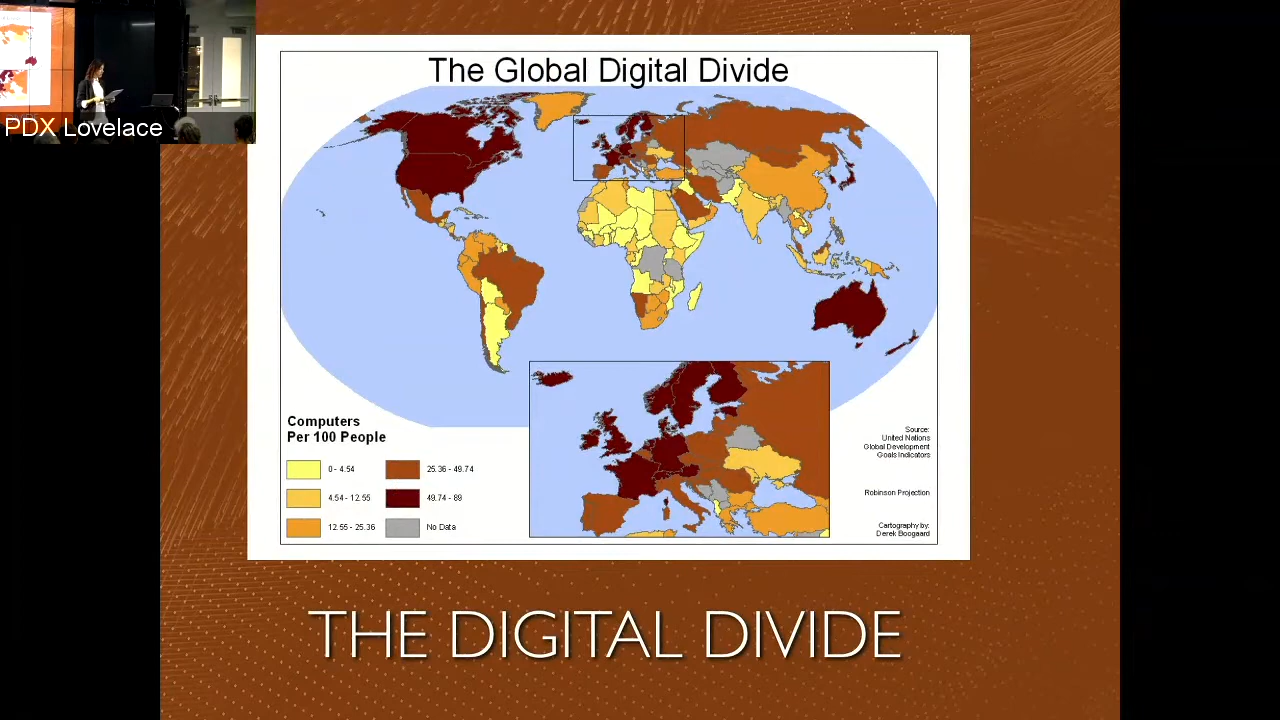 PDX Lovelace
The Global Digital Divide
Computers
Per 100 People
0 - 4.54
4.54 - 12.55
12.55 - 25.36
25.36 - 49.74
49.74 - 89
No Data
Source:
United Nations
Global Development
Goals Indicators
Robinson Projection
Cartography by:
Derek Boogaard
THE DIGITAL DIVIDE